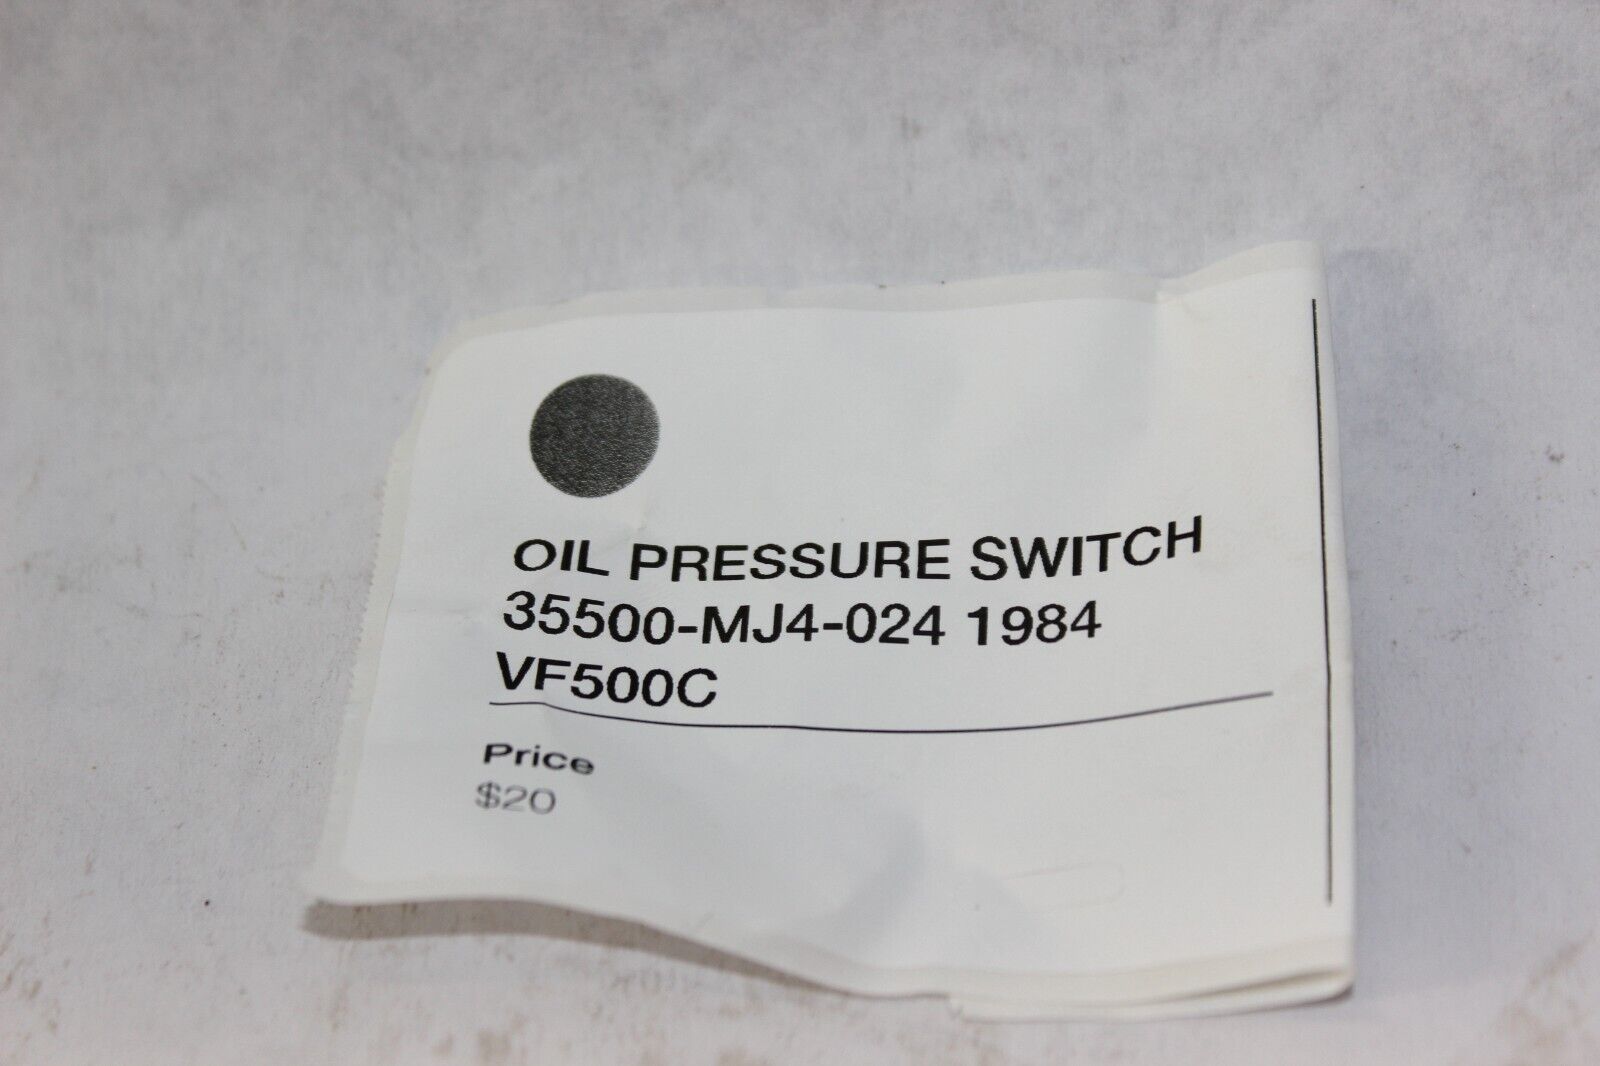 OIL PRESSURE SWITCH
35500-MJ4-024 1984
VF500C
Price
$20